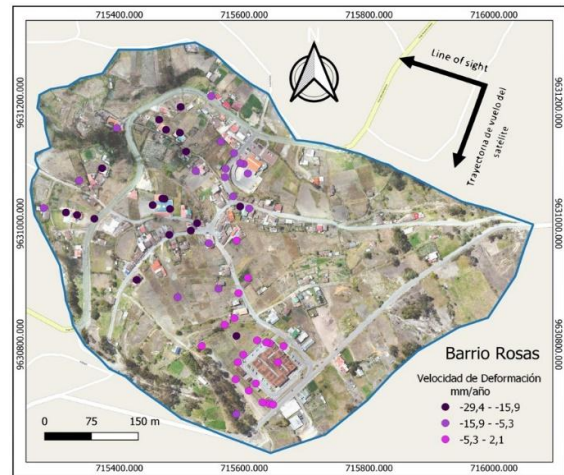 715400.000 715600.000 715800.000 716000.000
9631200.000
9631200.000
N
Line of sight
Trayectoria de vuelo del
satélite
9631000.000
9631000.000
9630800.000
9630800.000
Barrio Rosas
Velocidad de Deformación
mm/año
-29,4 - -15,9
-15,9 - -5,3
-5,3 - 2,1
0 75 150 m
715400.000 715600.000 715800.000 716000.000